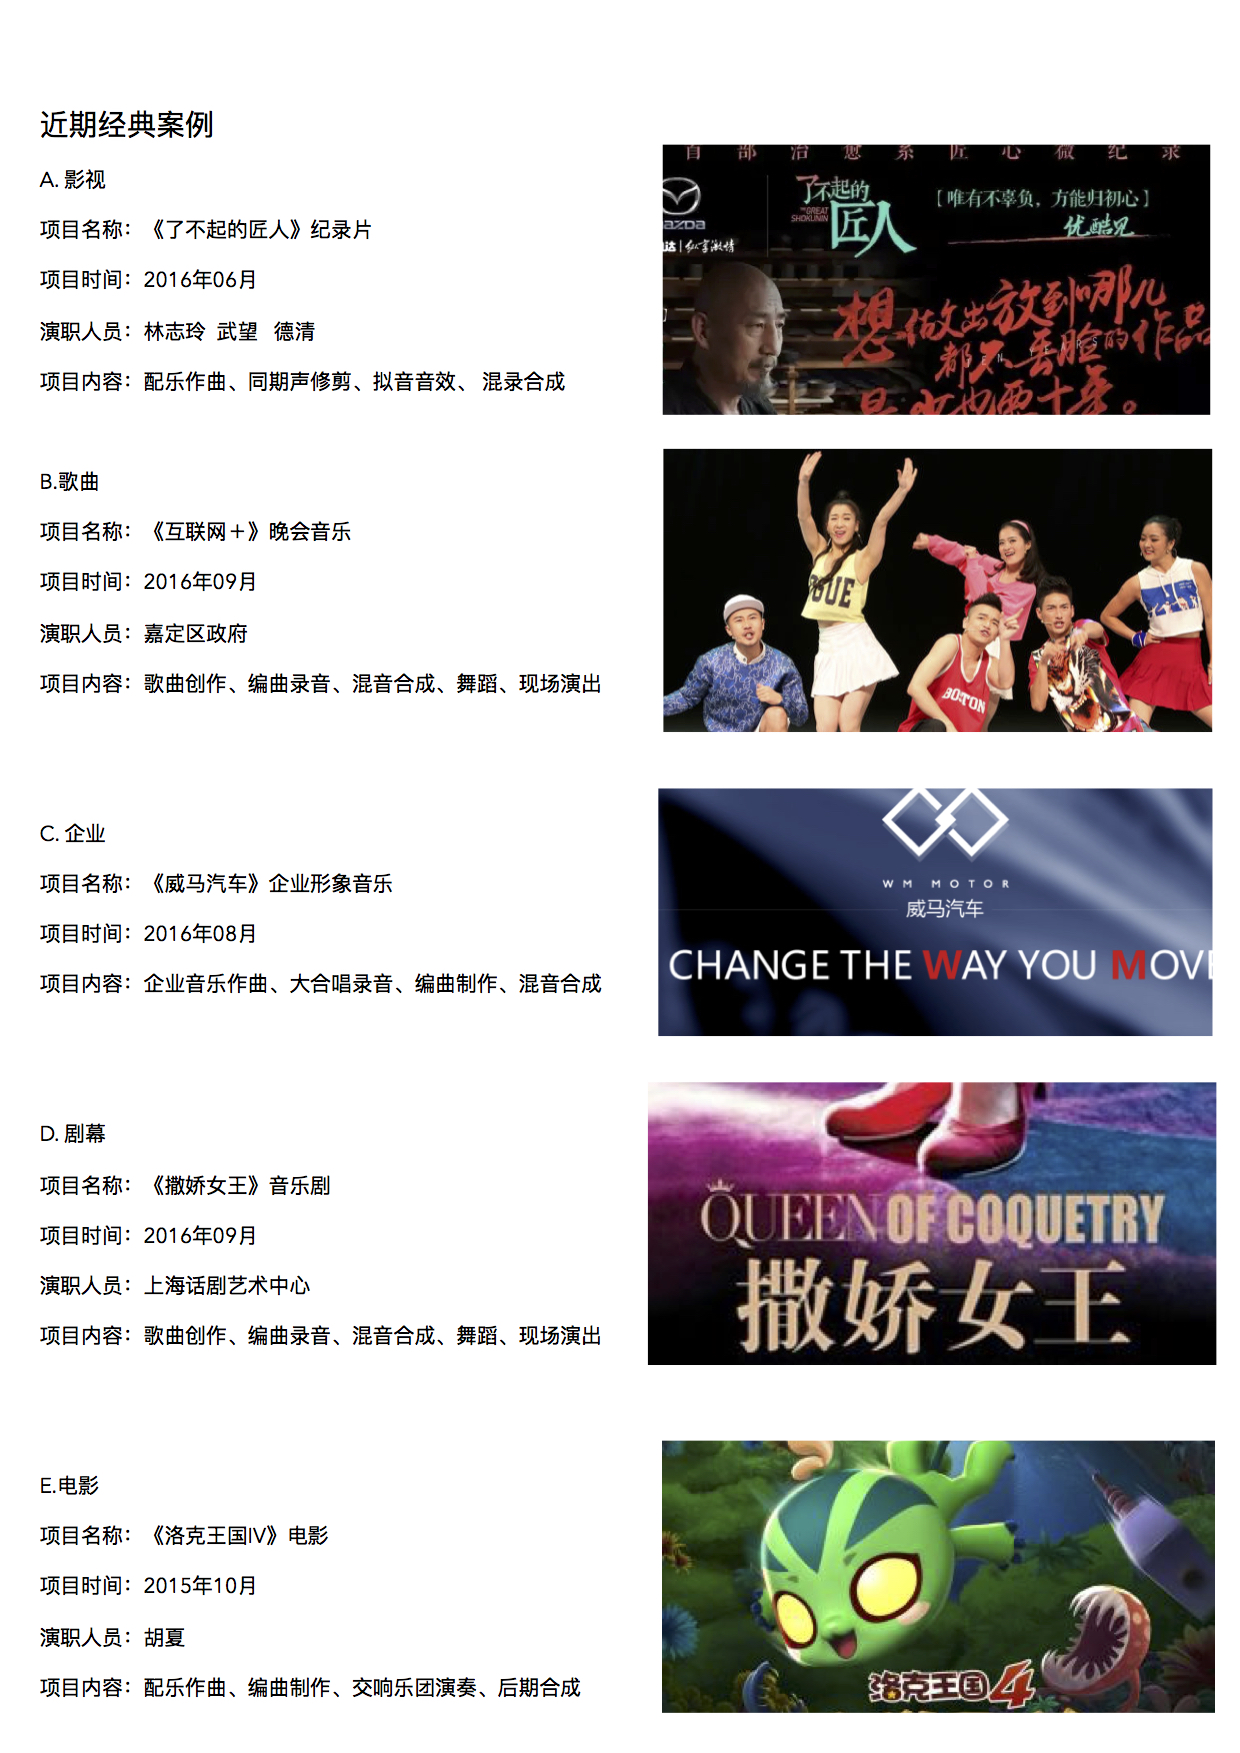 近期经典案例
A. 影视
项目名称：《了不起的匠人》纪录片
项目时间：2016年06月
演职人员：林志玲 武望 德清
项目内容：配乐作曲、同期声修剪、拟音音效、 混录合成
首部治愈系匠心微纪录
了不起的
匠人
THE GREAT
SHOKUNIN
【唯有不辜负，方能归初心】
优酷见
想做出放到哪儿
都不丢脸的作品
TEN YEARS
B.歌曲
项目名称：《互联网＋》晚会音乐
项目时间：2016年09月
演职人员：嘉定区政府
项目内容：歌曲创作、编曲录音、混音合成、舞蹈、现场演出
BOSTON
C. 企业
项目名称：《威马汽车》企业形象音乐
项目时间：2016年08月
项目内容：企业音乐作曲、大合唱录音、编曲制作、混音合成
WM MOTOR
威马汽车
CHANGE THE WAY YOU MOVE
D. 剧幕
项目名称：《撒娇女王》音乐剧
项目时间：2016年09月
演职人员：上海话剧艺术中心
项目内容：歌曲创作、编曲录音、混音合成、舞蹈、现场演出
QUEEN OF COQUETRY
撒娇女王
E.电影
项目名称：《洛克王国IV》电影
项目时间：2015年10月
演职人员：胡夏
项目内容：配乐作曲、编曲制作、交响乐团演奏、后期合成
洛克王国4